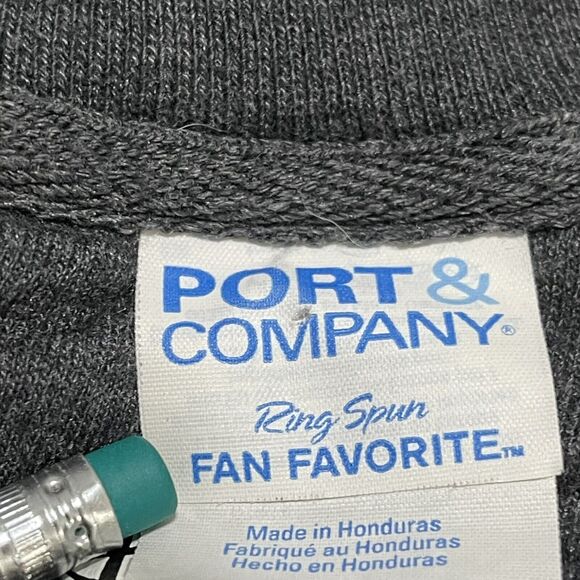 PORT &
COMPANY®
Ring Spun
FAN FAVORITE™
Made in Honduras
Fabriqué au Honduras
Hecho en Honduras